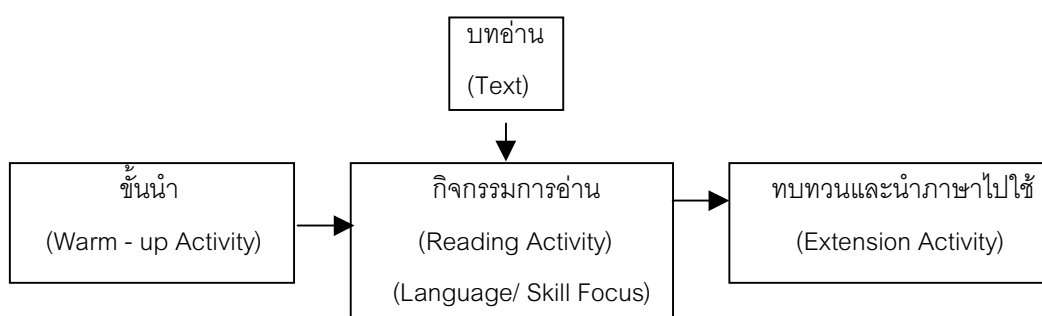 บทอ่าน
(Text)
ขั้นนำ
(Warm - up Activity)
กิจกรรมการอ่าน
(Reading Activity)
(Language/ Skill Focus)
ทบทวนและนำภาษาไปใช้
(Extension Activity)